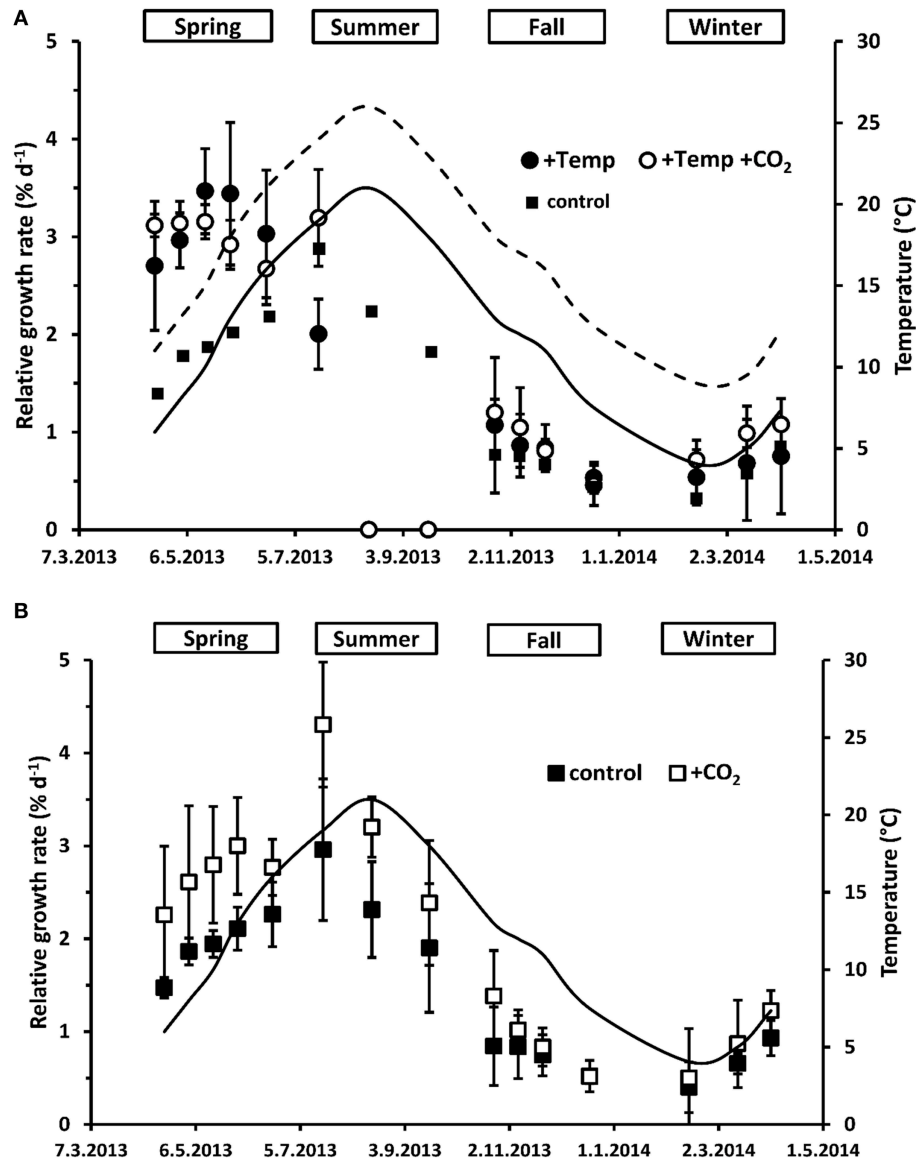 A
Spring Summer Fall Winter
5 30
4 25
3 20
2 15
1 10
0 5
0
Relative growth rate (% d⁻¹)
Temperature (°C)
+Temp +Temp +CO₂
control
7.3.2013 6.5.2013 5.7.2013 3.9.2013 2.11.2013 1.1.2014 2.3.2014 1.5.2014
B
Spring Summer Fall Winter
5 30
4 25
3 20
2 15
1 10
0 5
0
Relative growth rate (% d⁻¹)
Temperature (°C)
control +CO₂
7.3.2013 6.5.2013 5.7.2013 3.9.2013 2.11.2013 1.1.2014 2.3.2014 1.5.2014